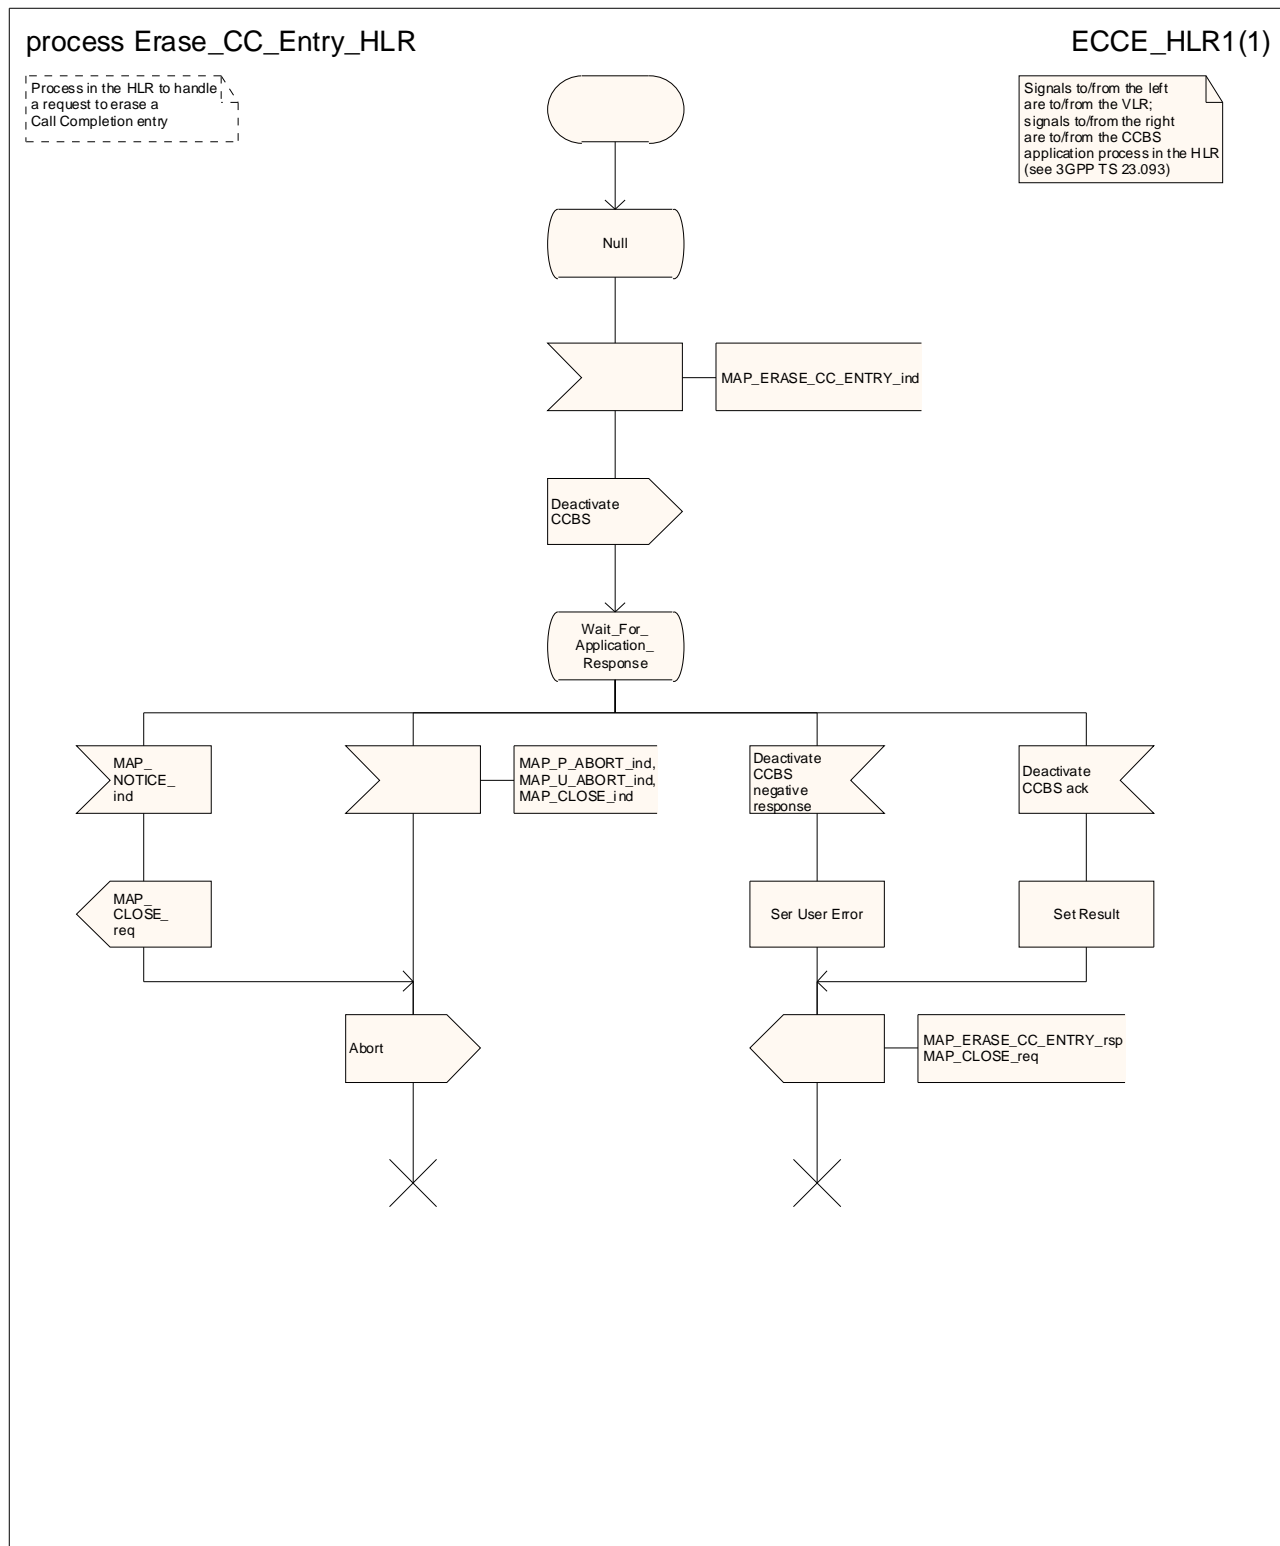 process Erase_CC_Entry_HLR
ECCE_HLR1(1)
Process in the HLR to handle
a request to erase a
Call Completion entry
Signals to/from the left
are to/from the VLR;
signals to/from the right
are to/from the CCBS
application process in the HLR
(see 3GPP TS 23.093)
Null
MAP_ERASE_CC_ENTRY_ind
Deactivate
CCBS
Wait_For_
Application_
Response
MAP_
NOTICE_
ind
MAP_P_ABORT_ind,
MAP_U_ABORT_ind,
MAP_CLOSE_ind
Deactivate
CCBS
negative
response
Deactivate
CCBS ack
MAP_
CLOSE_
req
Ser User Error
Set Result
Abort
MAP_ERASE_CC_ENTRY_rsp
MAP_CLOSE_req